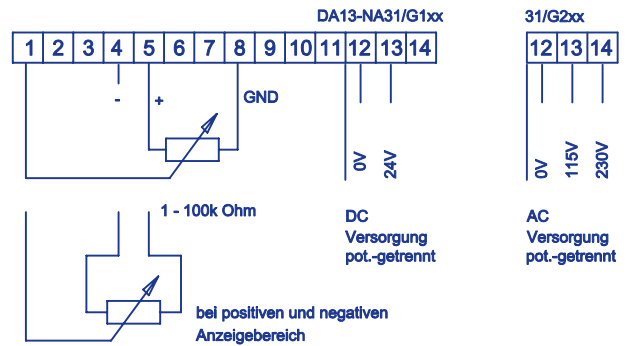 DA13-NA31/G1xx
31/G2xx
1 2 3 4 5 6 7 8 9 10 11 12 13 14
12 13 14
- + GND
0V 24V
0V 115V 230V
1 - 100k Ohm
DC
Versorgung
pot.-getrennt
AC
Versorgung
pot.-getrennt
bei positiven und negativen
Anzeigebereich